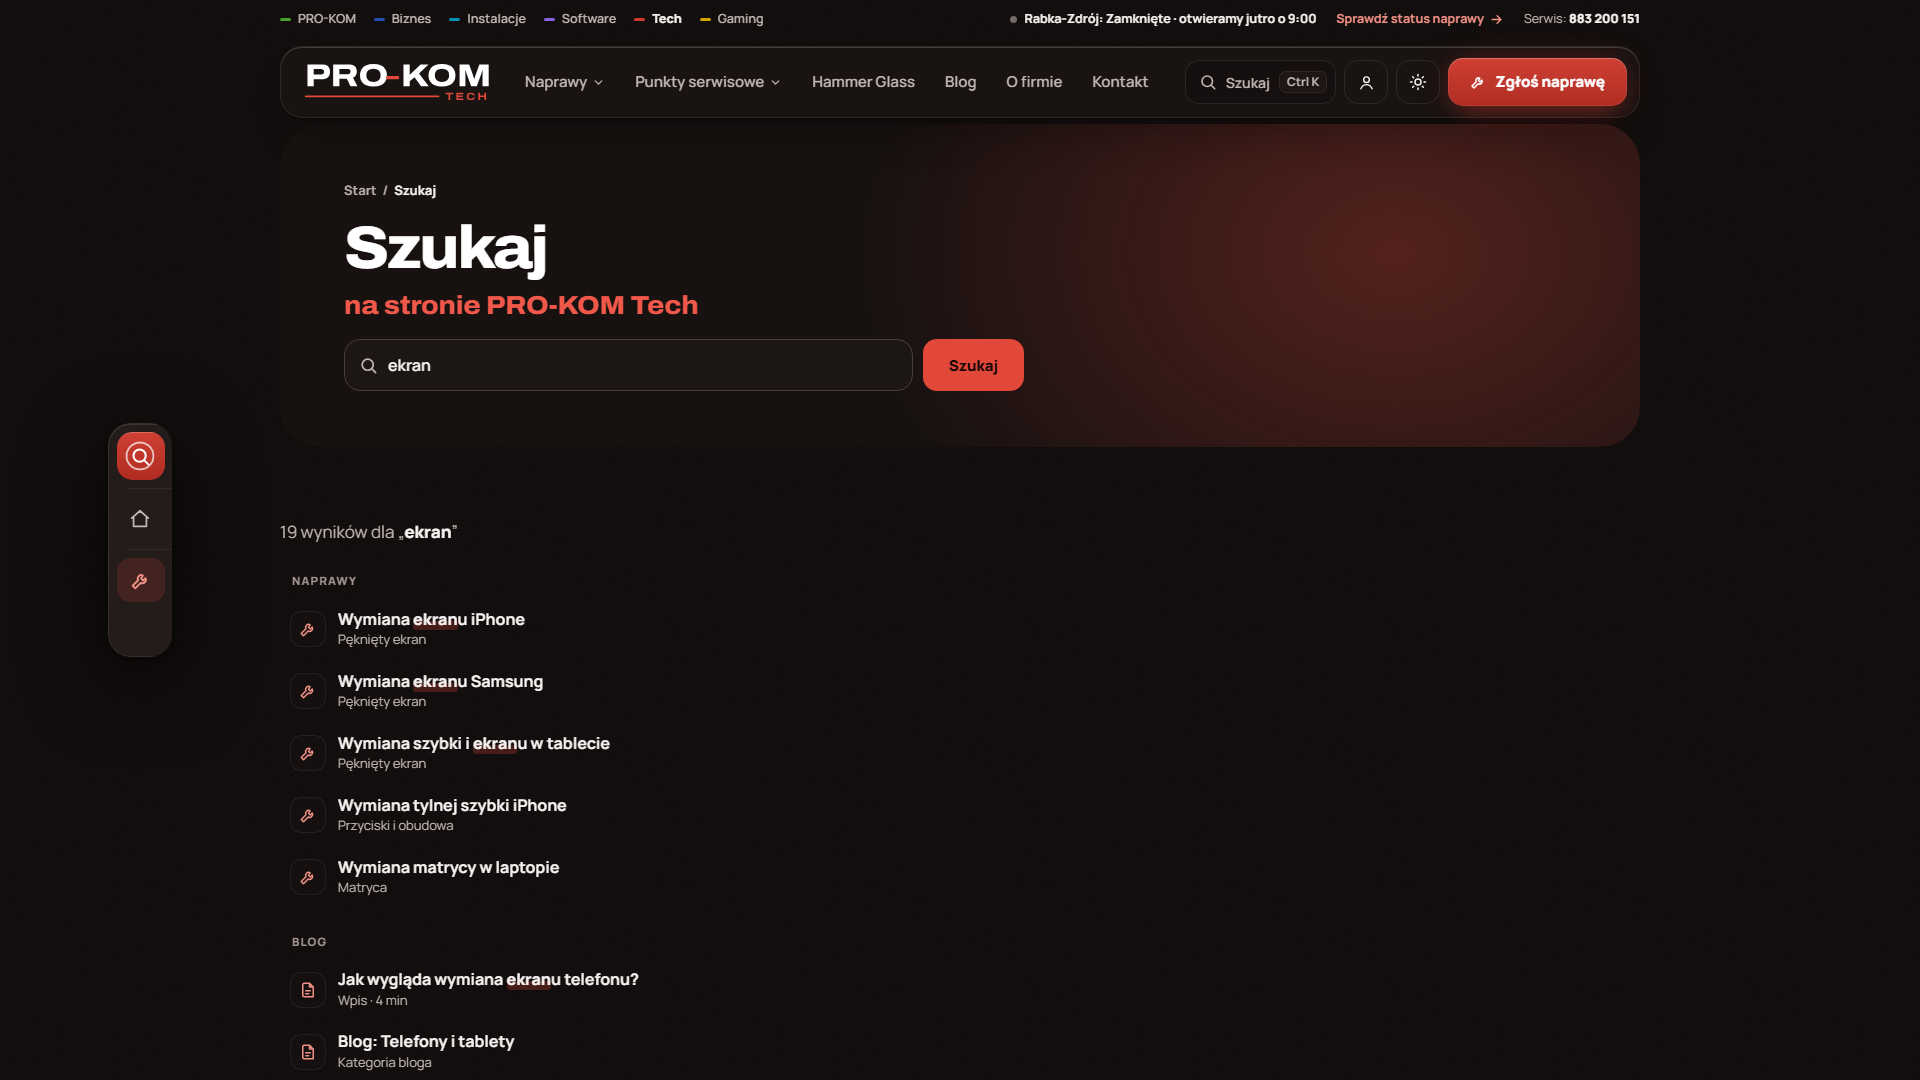 PRO-KOM Biznes Instalacje Software Tech Gaming Rabka-Zdrój: Zamknięte · otwieramy jutro o 9:00 Sprawdź status naprawy → Serwis: 883 200 151
PRO-KOM TECH Naprawy Punkty serwisowe Hammer Glass Blog O firmie Kontakt Szukaj Ctrl K Zgłoś naprawę
Start / Szukaj
Szukaj
na stronie PRO-KOM Tech
ekran Szukaj
19 wyników dla „ekran”
NAPRAWY
Wymiana ekranu iPhone
Pęknięty ekran
Wymiana ekranu Samsung
Pęknięty ekran
Wymiana szybki i ekranu w tablecie
Pęknięty ekran
Wymiana tylnej szybki iPhone
Przyciski i obudowa
Wymiana matrycy w laptopie
Matryca
BLOG
Jak wygląda wymiana ekranu telefonu?
Wpis · 4 min
Blog: Telefony i tablety
Kategoria bloga